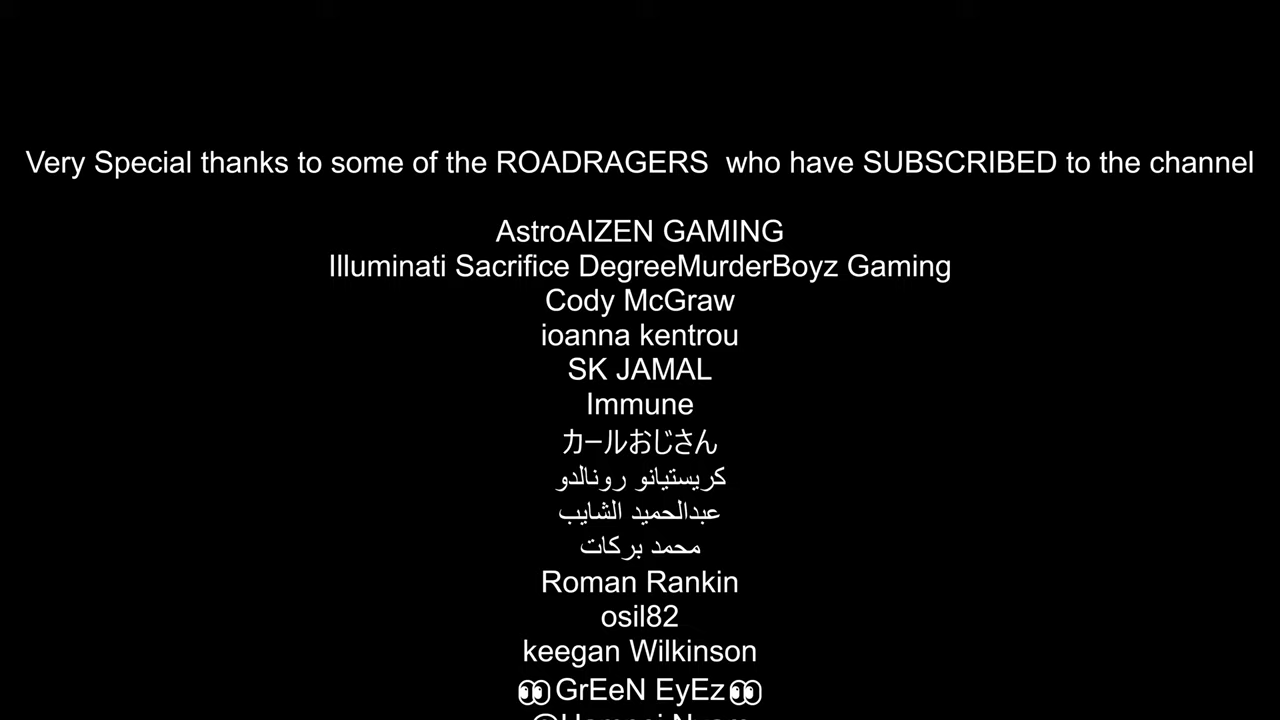 Very Special thanks to some of the ROADRAGERS  who have SUBSCRIBED to the channel
AstroAIZEN GAMING
Illuminati Sacrifice DegreeMurderBoyz Gaming
Cody McGraw
ioanna kentrou
SK JAMAL
Immune
カールおじさん
كريستيانو رونالدو
عبدالحميد الشايب
محمد بركات
Roman Rankin
osil82
keegan Wilkinson
👀GrEeN EyEz👀